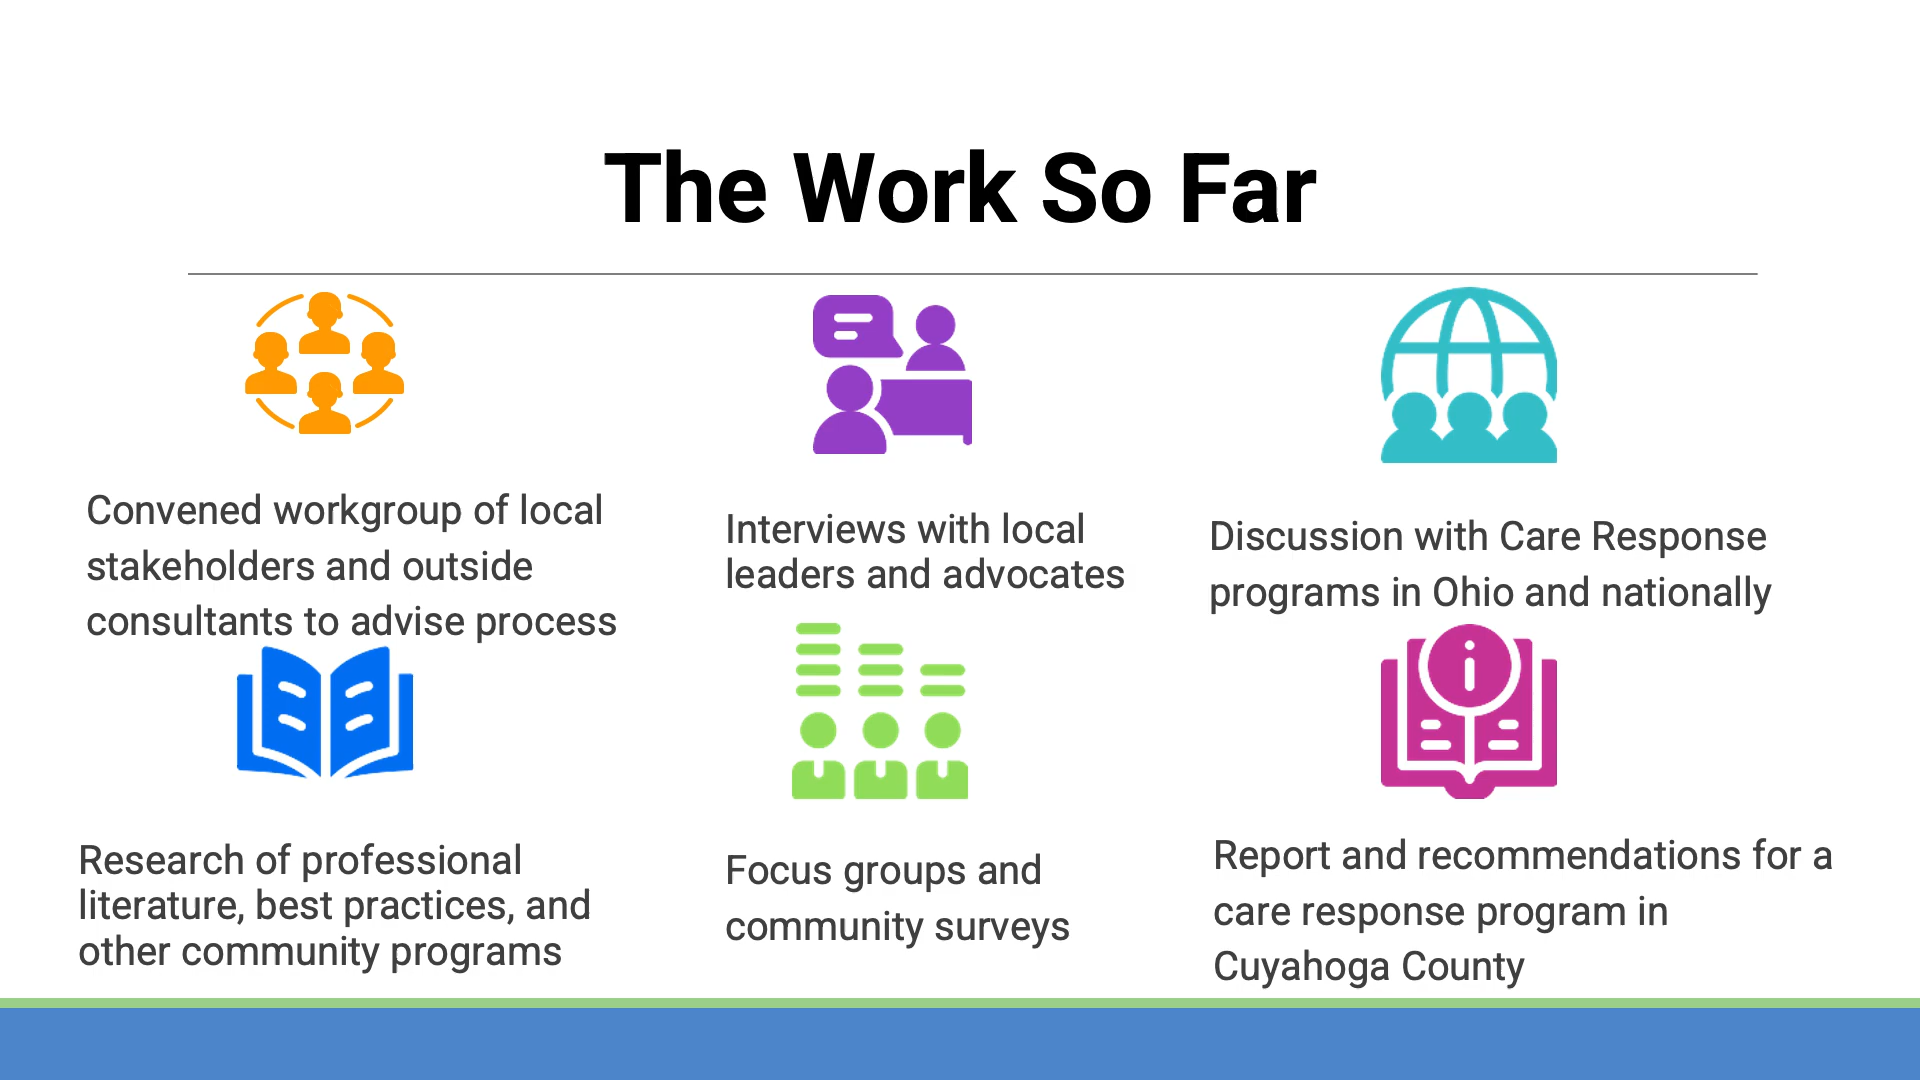 The Work So Far
Convened workgroup of local
stakeholders and outside
consultants to advise process
Interviews with local
leaders and advocates
Discussion with Care Response
programs in Ohio and nationally
Research of professional
literature, best practices, and
other community programs
Focus groups and
community surveys
Report and recommendations for a
care response program in
Cuyahoga County